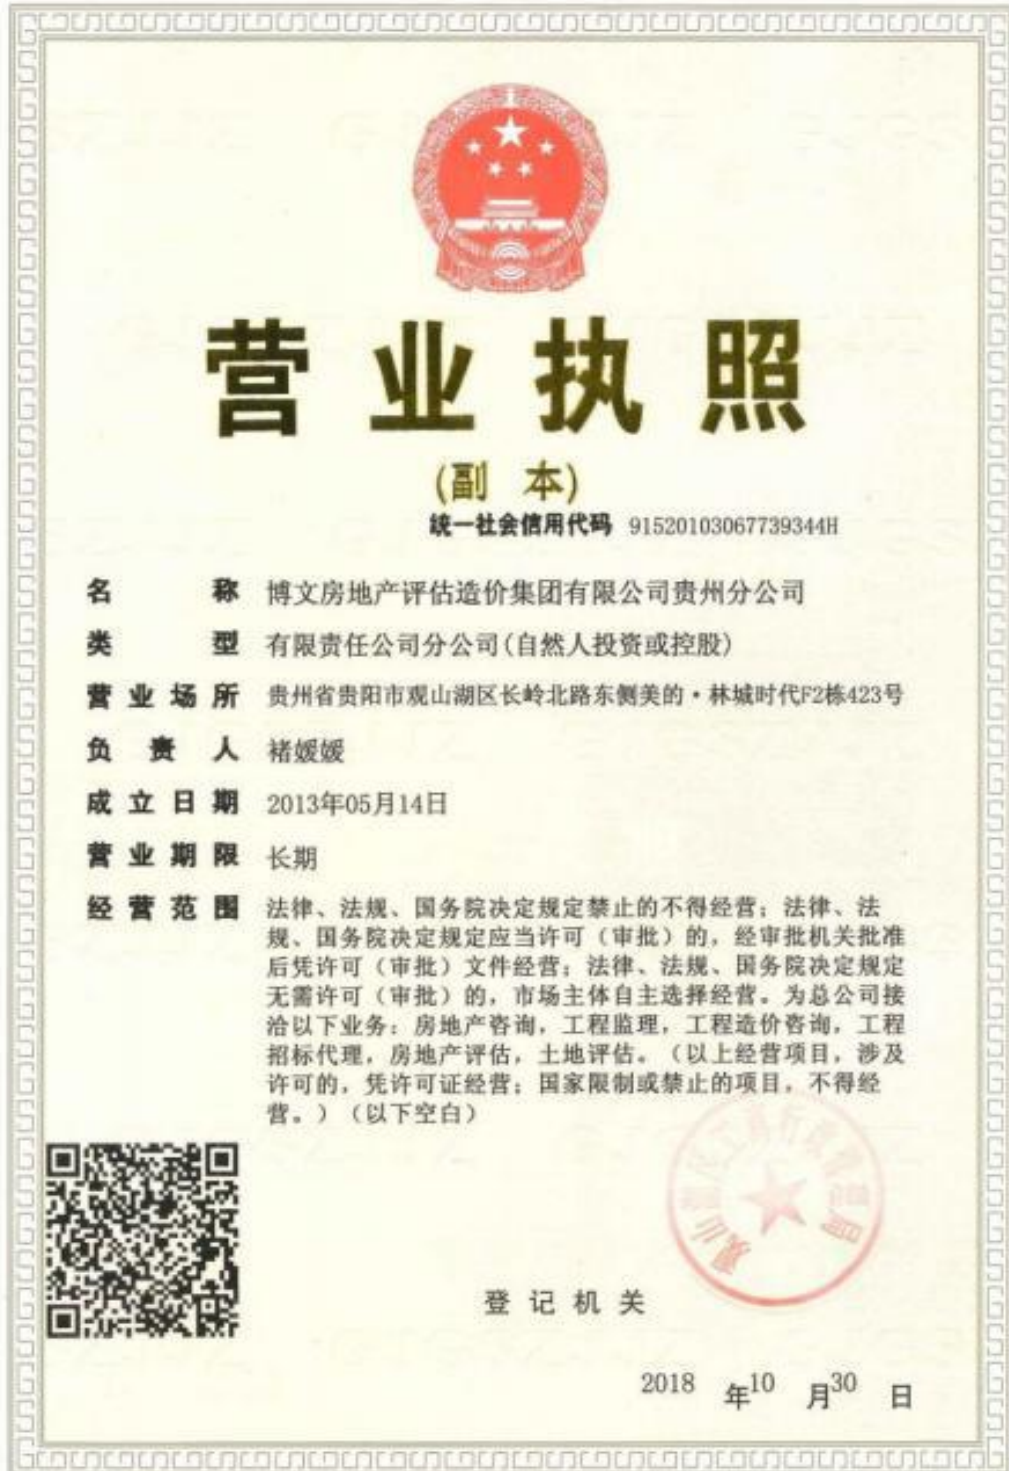 营业执照
(副 本)
统一社会信用代码 91520103067739344H
名 称 博文房地产评估造价集团有限公司贵州分公司
类 型 有限责任公司分公司(自然人投资或控股)
营业场所 贵州省贵阳市观山湖区长岭北路东侧美的·林城时代F2栋423号
负 责 人 褚媛媛
成立日期 2013年05月14日
营业期限 长期
经营范围 法律、法规、国务院决定规定禁止的不得经营；法律、法
规、国务院决定规定应当许可（审批）的，经审批机关批准
后凭许可（审批）文件经营；法律、法规、国务院决定规定
无需许可（审批）的，市场主体自主选择经营。为总公司接
洽以下业务：房地产咨询，工程监理，工程造价咨询，工程
招标代理，房地产评估，土地评估。（以上经营项目，涉及
许可的，凭许可证经营；国家限制或禁止的项目，不得经
营。）（以下空白）
登记机关
2018 年10 月30 日